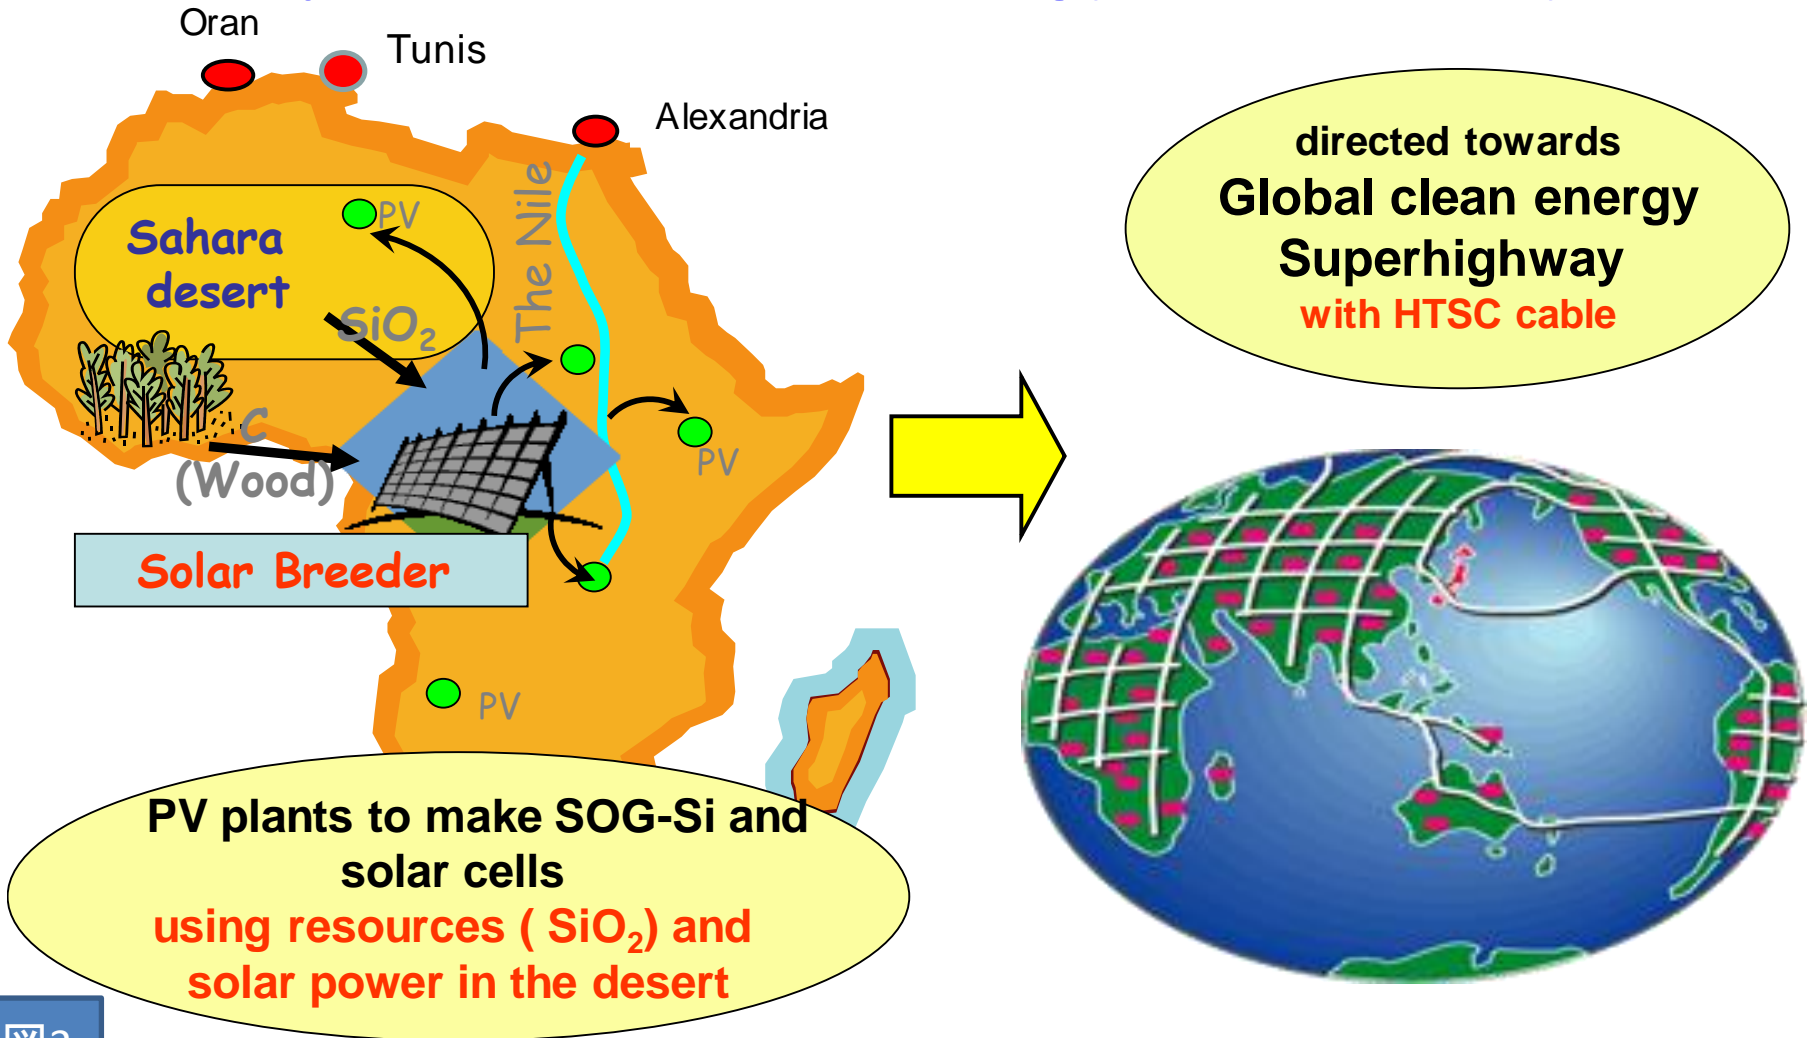 Oran
Tunis
Alexandria
The Nile
PV
Sahara
desert
SiO₂
C
(Wood)
PV
Solar Breeder
PV
PV plants to make SOG-Si and
solar cells
using resources ( SiO₂) and
solar power in the desert
directed towards
Global clean energy
Superhighway
with HTSC cable